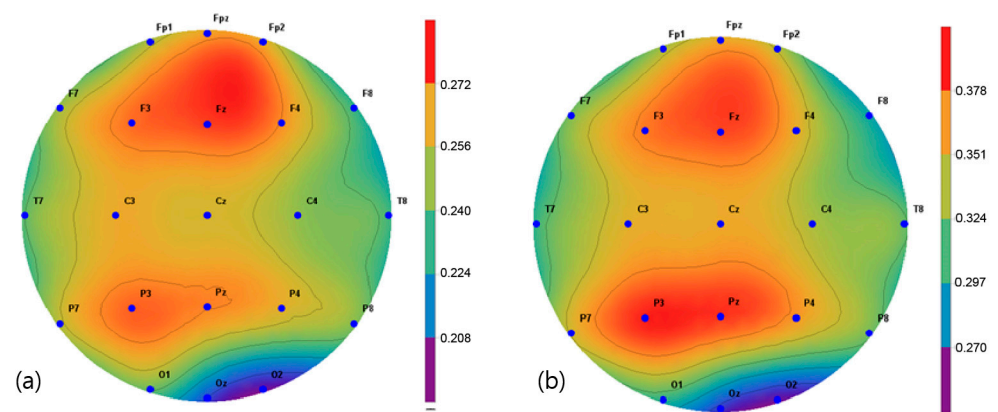 Fp1 Fpz Fp2
F7 F3 Fz F4 F8
T7 C3 Cz C4 T8
P7 P3 Pz P4 P8
O1 Oz O2
0.272
0.256
0.240
0.224
0.208
(a)
Fp1 Fpz Fp2
F7 F3 Fz F4 F8
T7 C3 Cz C4 T8
P7 P3 Pz P4 P8
O1 Oz O2
0.378
0.351
0.324
0.297
0.270
(b)